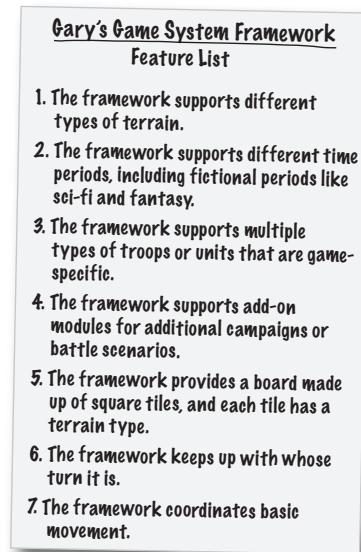 Gary's Game System Framework
Feature List
1. The framework supports different
types of terrain.
2. The framework supports different time
periods, including fictional periods like
sci-fi and fantasy.
3. The framework supports multiple
types of troops or units that are game-
specific.
4. The framework supports add-on
modules for additional campaigns or
battle scenarios.
5. The framework provides a board made
up of square tiles, and each tile has a
terrain type.
6. The framework keeps up with whose
turn it is.
7. The framework coordinates basic
movement.